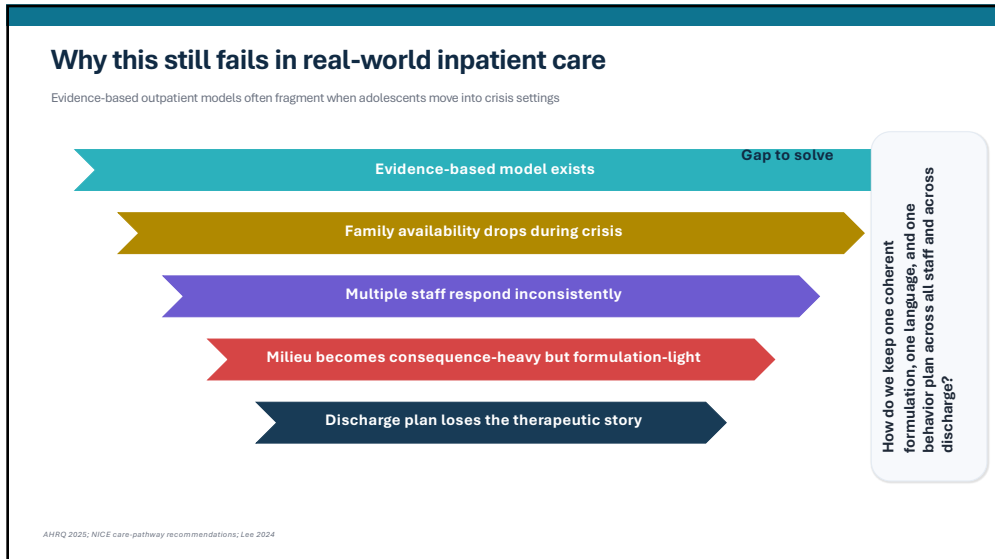 Why this still fails in real-world inpatient care
Evidence-based outpatient models often fragment when adolescents move into crisis settings
Gap to solve
Evidence-based model exists
Family availability drops during crisis
Multiple staff respond inconsistently
Milieu becomes consequence-heavy but formulation-light
Discharge plan loses the therapeutic story
How do we keep one coherent
formulation, one language, and one
behavior plan across all staff and across
discharge?
AHRQ 2025; NICE care-pathway recommendations; Lee 2024